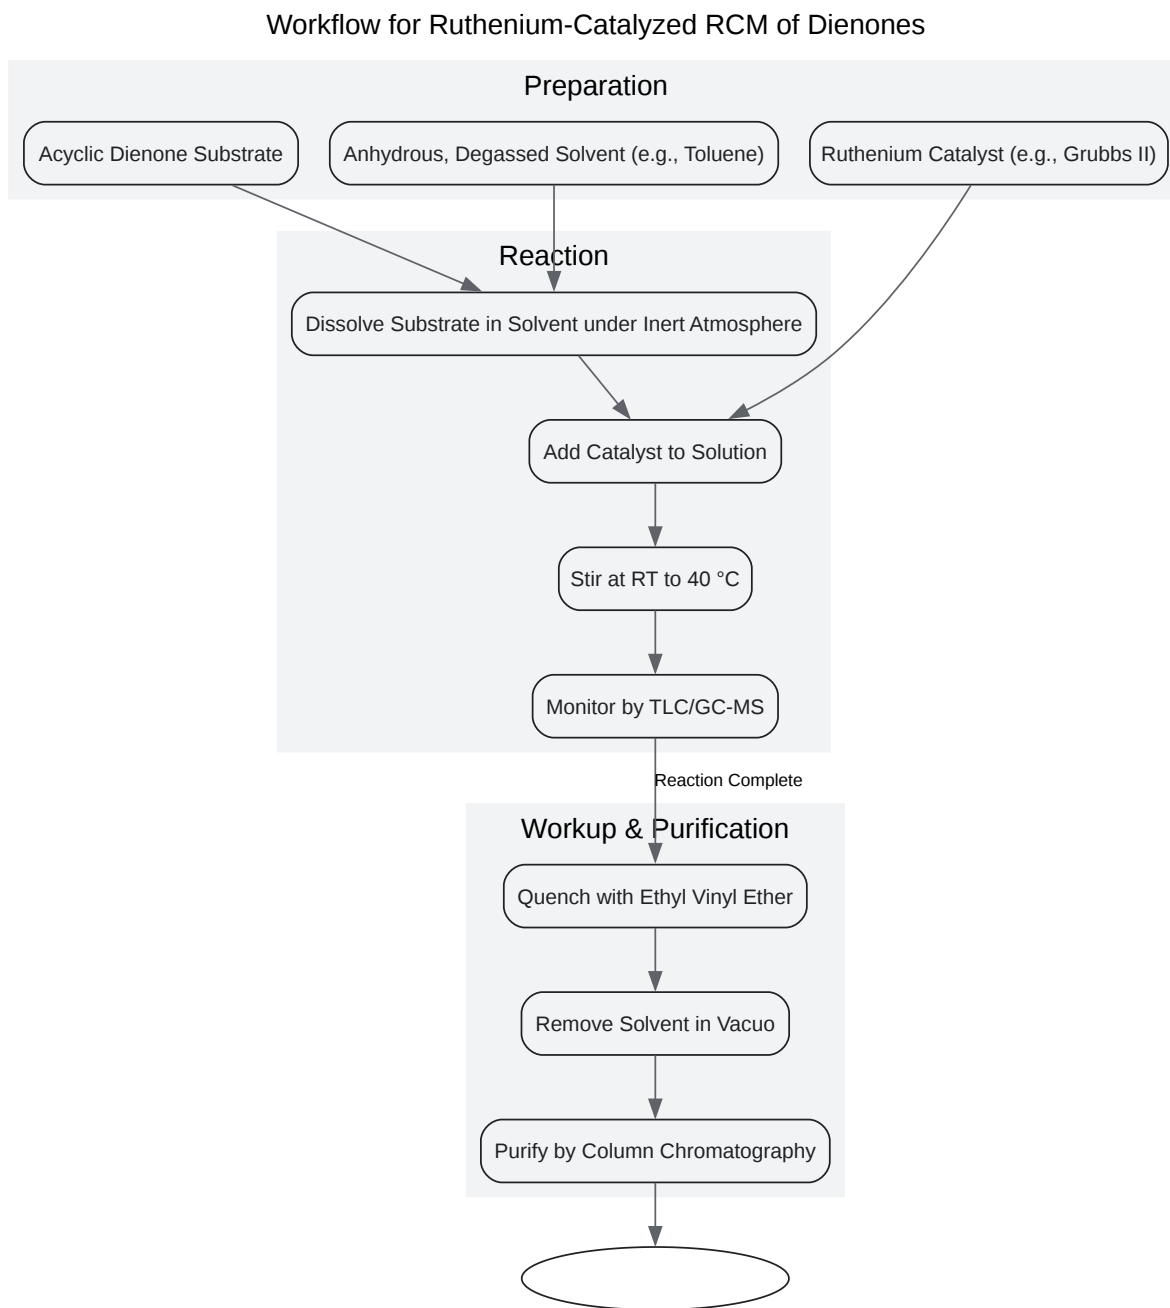 Workflow for Ruthenium-Catalyzed RCM of Dienones
Preparation
Acyclic Dienone Substrate
Anhydrous, Degassed Solvent (e.g., Toluene)
Ruthenium Catalyst (e.g., Grubbs II)
Reaction
Dissolve Substrate in Solvent under Inert Atmosphere
Add Catalyst to Solution
Stir at RT to 40 °C
Monitor by TLC/GC-MS
Reaction Complete
Workup & Purification
Quench with Ethyl Vinyl Ether
Remove Solvent in Vacuo
Purify by Column Chromatography